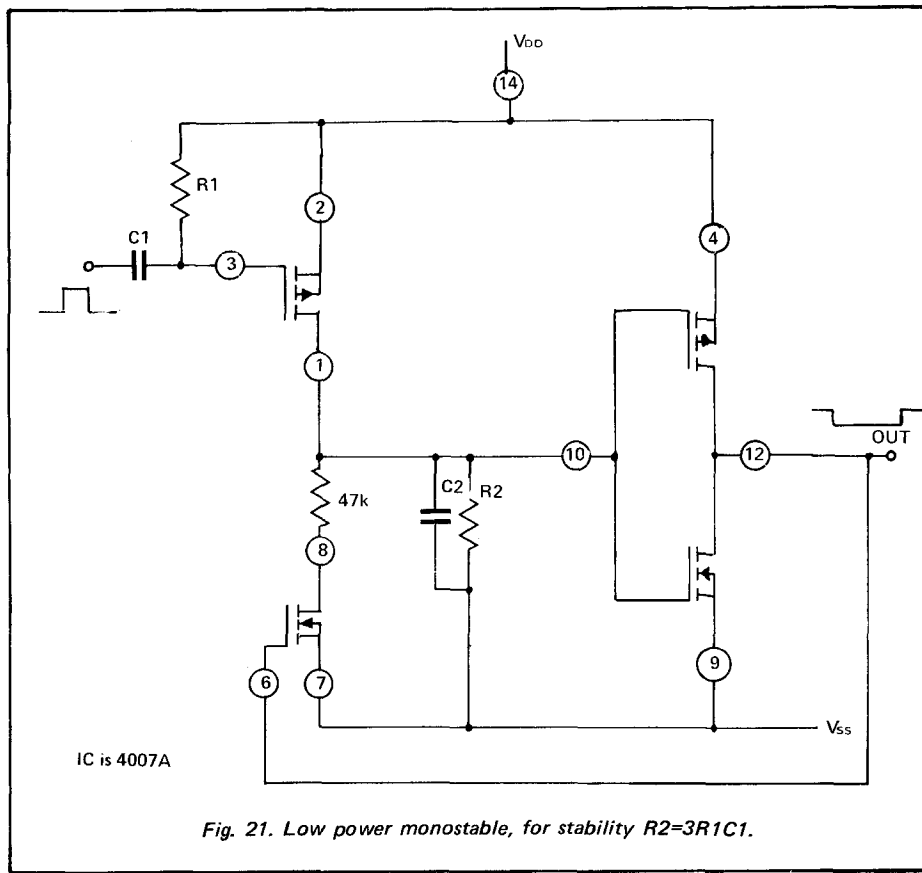 VDD
14
R1
2
C1
3
4
1
10
C2
R2
12
OUT
47k
8
6
7
9
VSS
IC is 4007A
Fig. 21. Low power monostable, for stability R2=3R1C1.